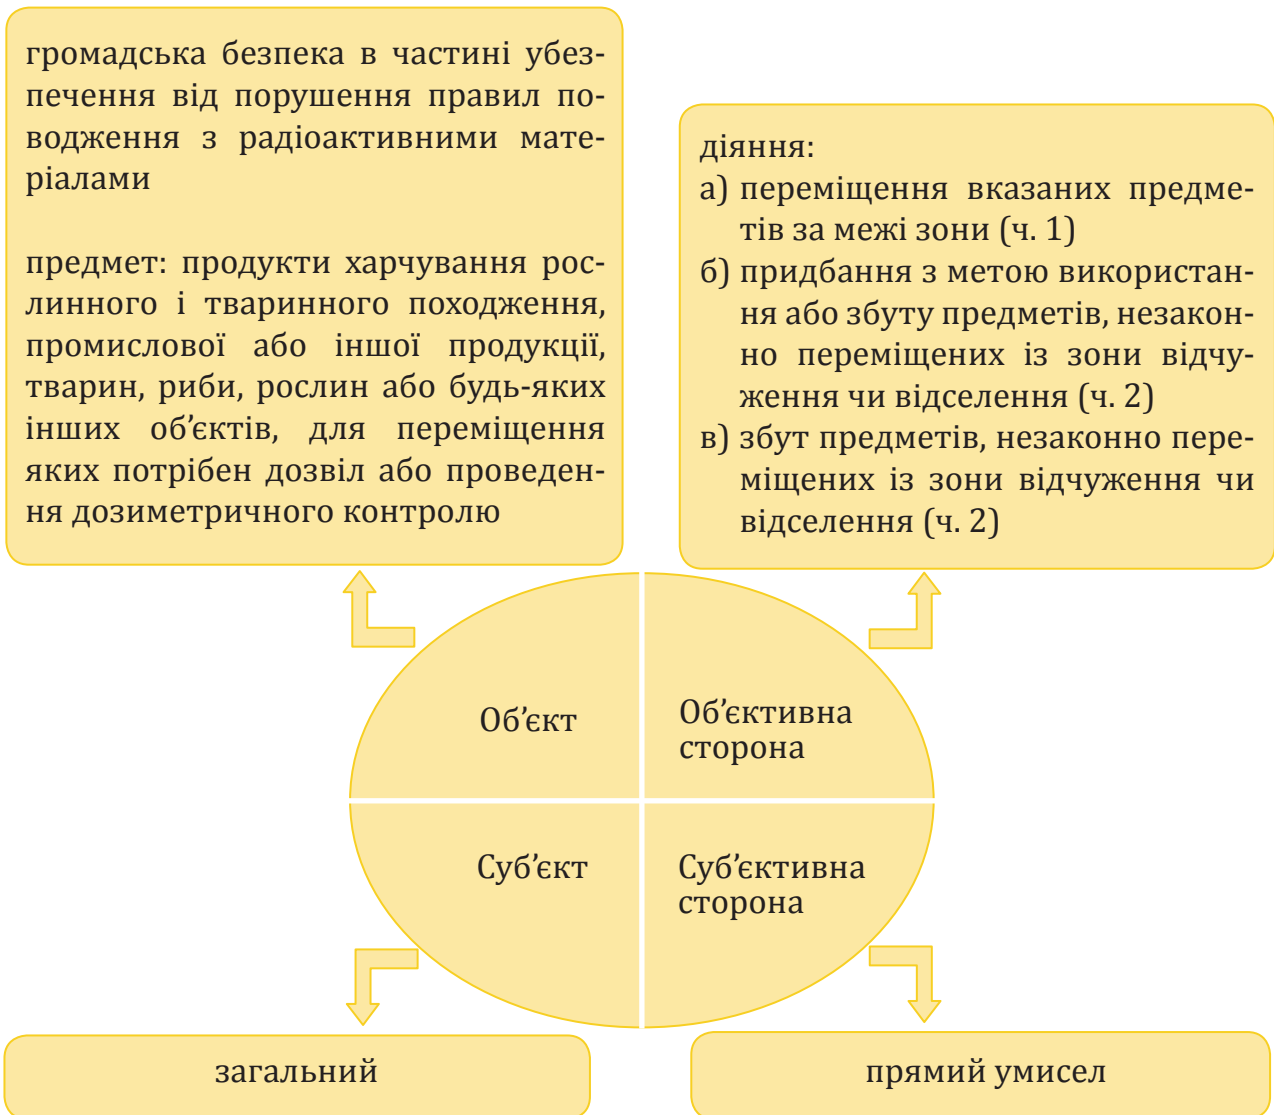 громадська безпека в частині убез-
печення від порушення правил по-
водження з радіоактивними мате-
ріалами
предмет: продукти харчування рос-
линного і тваринного походження,
промислової або іншої продукції,
тварин, риби, рослин або будь-яких
інших об’єктів, для переміщення
яких потрібен дозвіл або проведен-
ня дозиметричного контролю
діяння:
а) переміщення вказаних предме-
тів за межі зони (ч. 1)
б) придбання з метою використан-
ня або збуту предметів, незакон-
но переміщених із зони відчу-
ження чи відселення (ч. 2)
в) збут предметів, незаконно пере-
міщених із зони відчуження чи
відселення (ч. 2)
Об’єкт
Об’єктивна
сторона
Суб’єкт
Суб’єктивна
сторона
загальний
прямий умисел